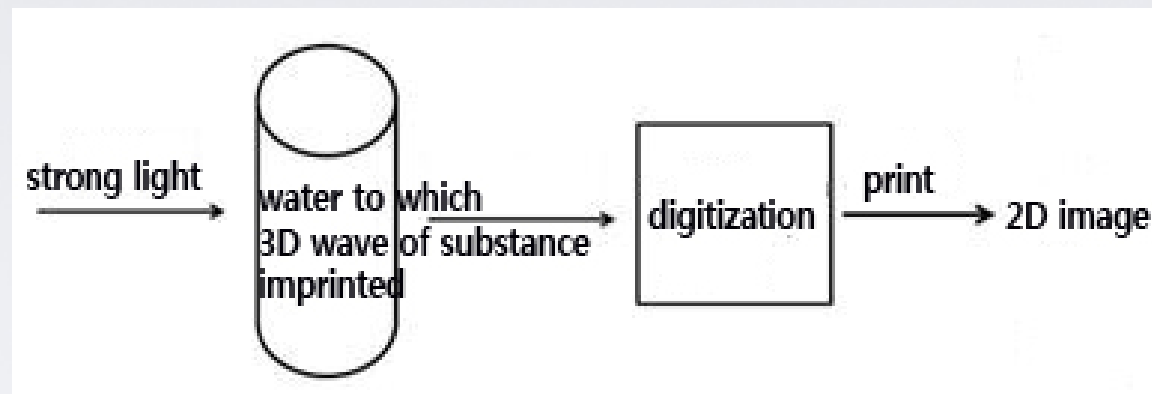 strong light
water to which
3D wave of substance
imprinted
digitization
print
2D image